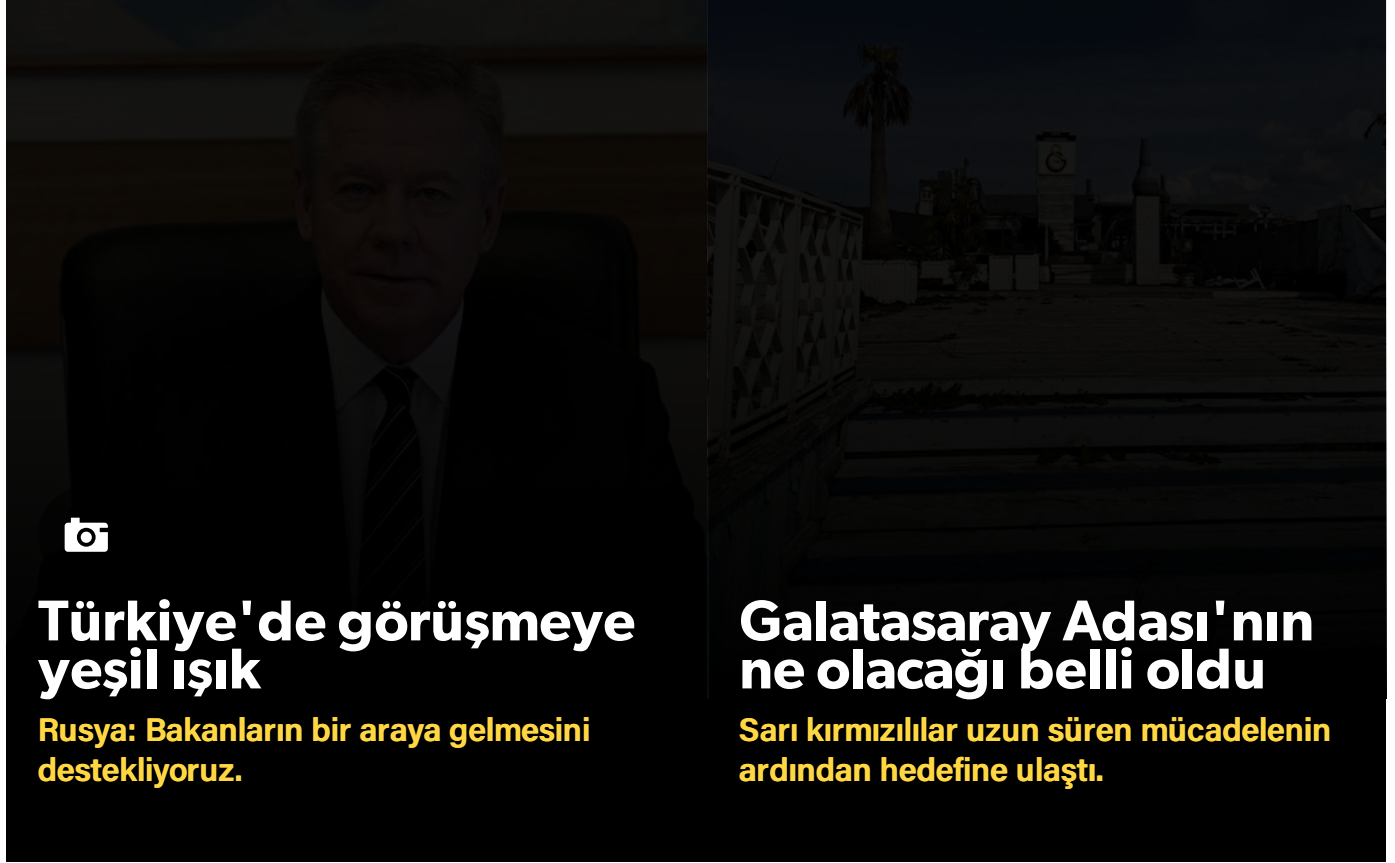 Türkiye'de görüşmeye
yeşil ışık
Rusya: Bakanların bir araya gelmesini
destekliyoruz.
Galatasaray Adası'nın
ne olacağı belli oldu
Sarı kırmızılılar uzun süren mücadelenin
ardından hedefine ulaştı.